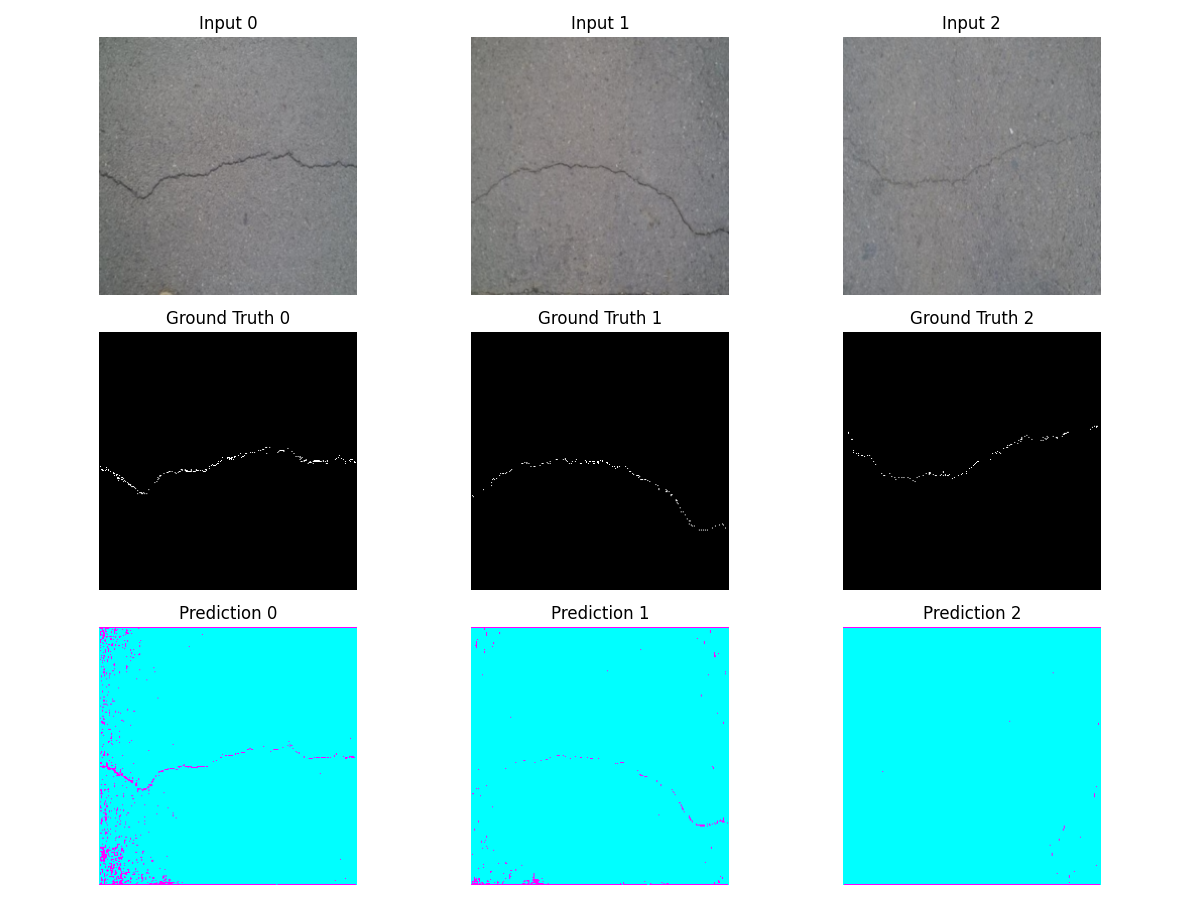 Input 0
Input 1
Input 2
Ground Truth 0
Ground Truth 1
Ground Truth 2
Prediction 0
Prediction 1
Prediction 2